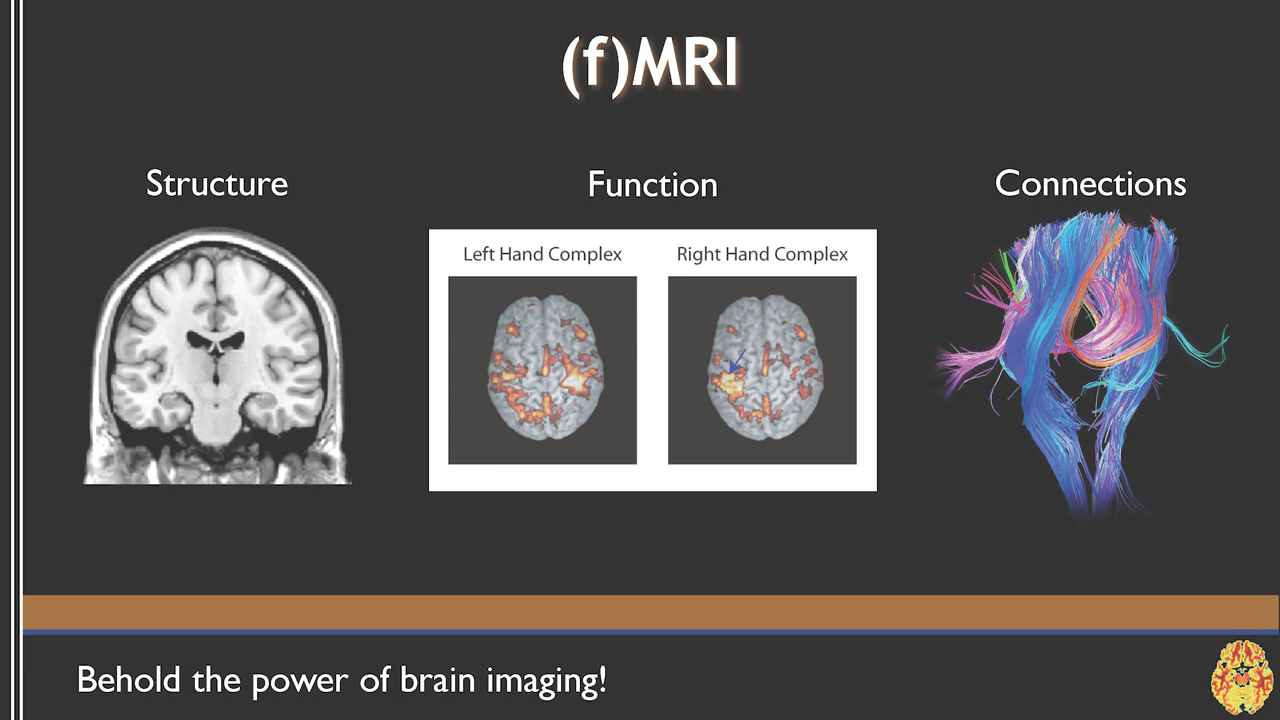 (f)MRI
Structure
Function
Connections
Left Hand Complex
Right Hand Complex
Behold the power of brain imaging!